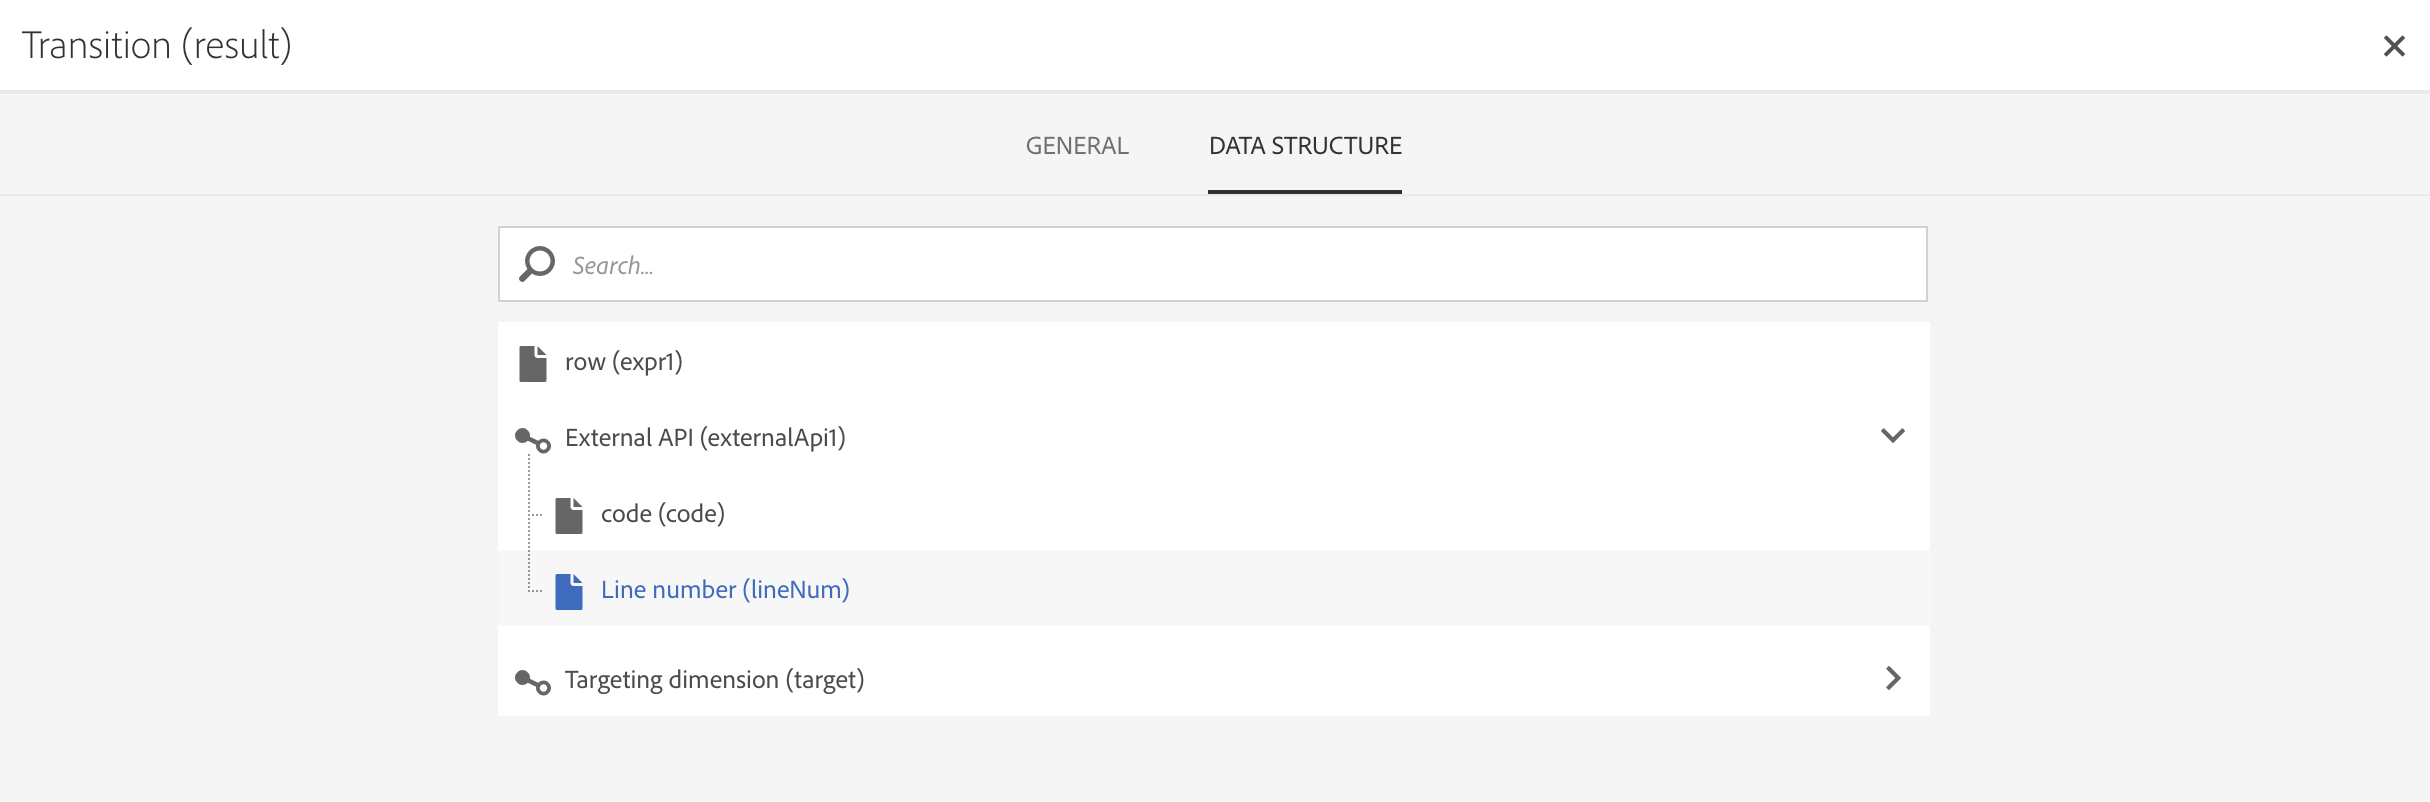 Transition (result)
GENERAL
DATA STRUCTURE
Search...
row (expr1)
External API (externalApi1)
code (code)
Line number (lineNum)
Targeting dimension (target)